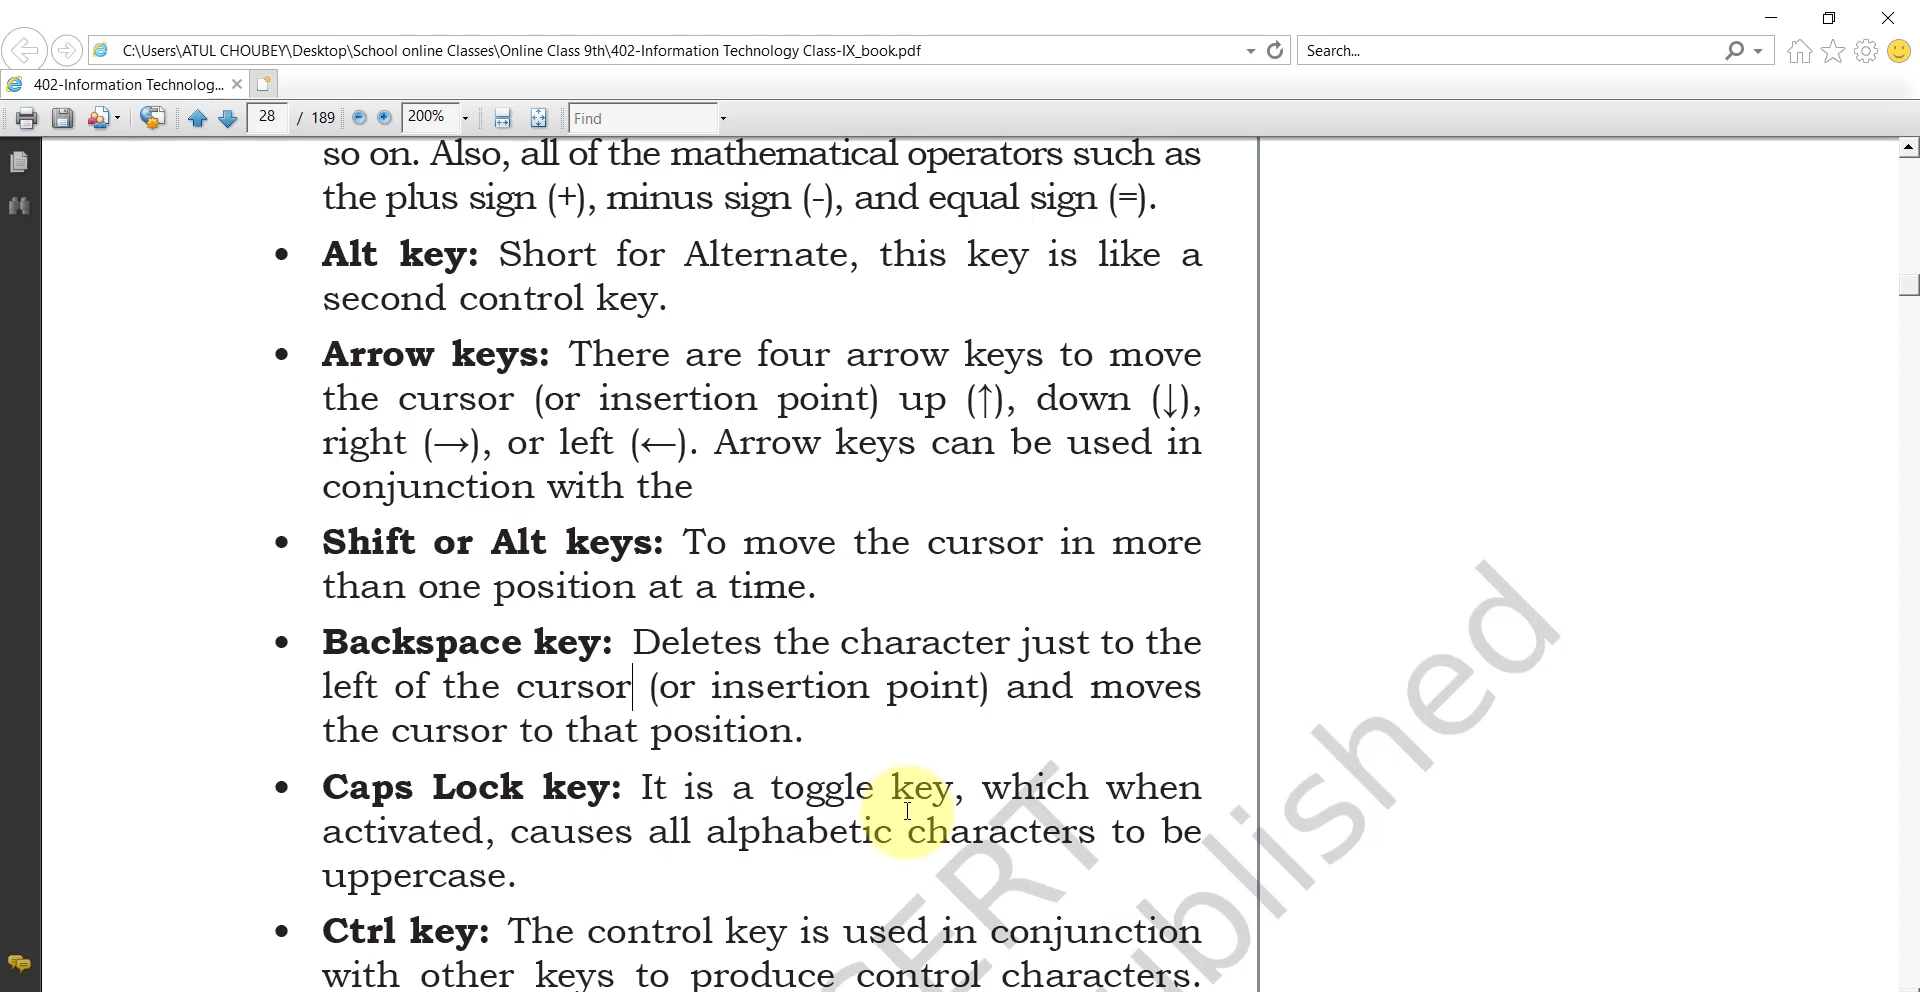 C:\Users\ATUL CHOUBEY\Desktop\School online Classes\Online Class 9th\402-Information Technology Class-IX_book.pdf
Search...
402-Information Technolog...
28 / 189
200%
Find
so on. Also, all of the mathematical operators such as
the plus sign (+), minus sign (-), and equal sign (=).
• Alt key: Short for Alternate, this key is like a
second control key.
• Arrow keys: There are four arrow keys to move
the cursor (or insertion point) up (↑), down (↓),
right (→), or left (←). Arrow keys can be used in
conjunction with the
• Shift or Alt keys: To move the cursor in more
than one position at a time.
• Backspace key: Deletes the character just to the
left of the cursor (or insertion point) and moves
the cursor to that position.
• Caps Lock key: It is a toggle key, which when
activated, causes all alphabetic characters to be
uppercase.
• Ctrl key: The control key is used in conjunction
with other keys to produce control characters.
CERT
blished